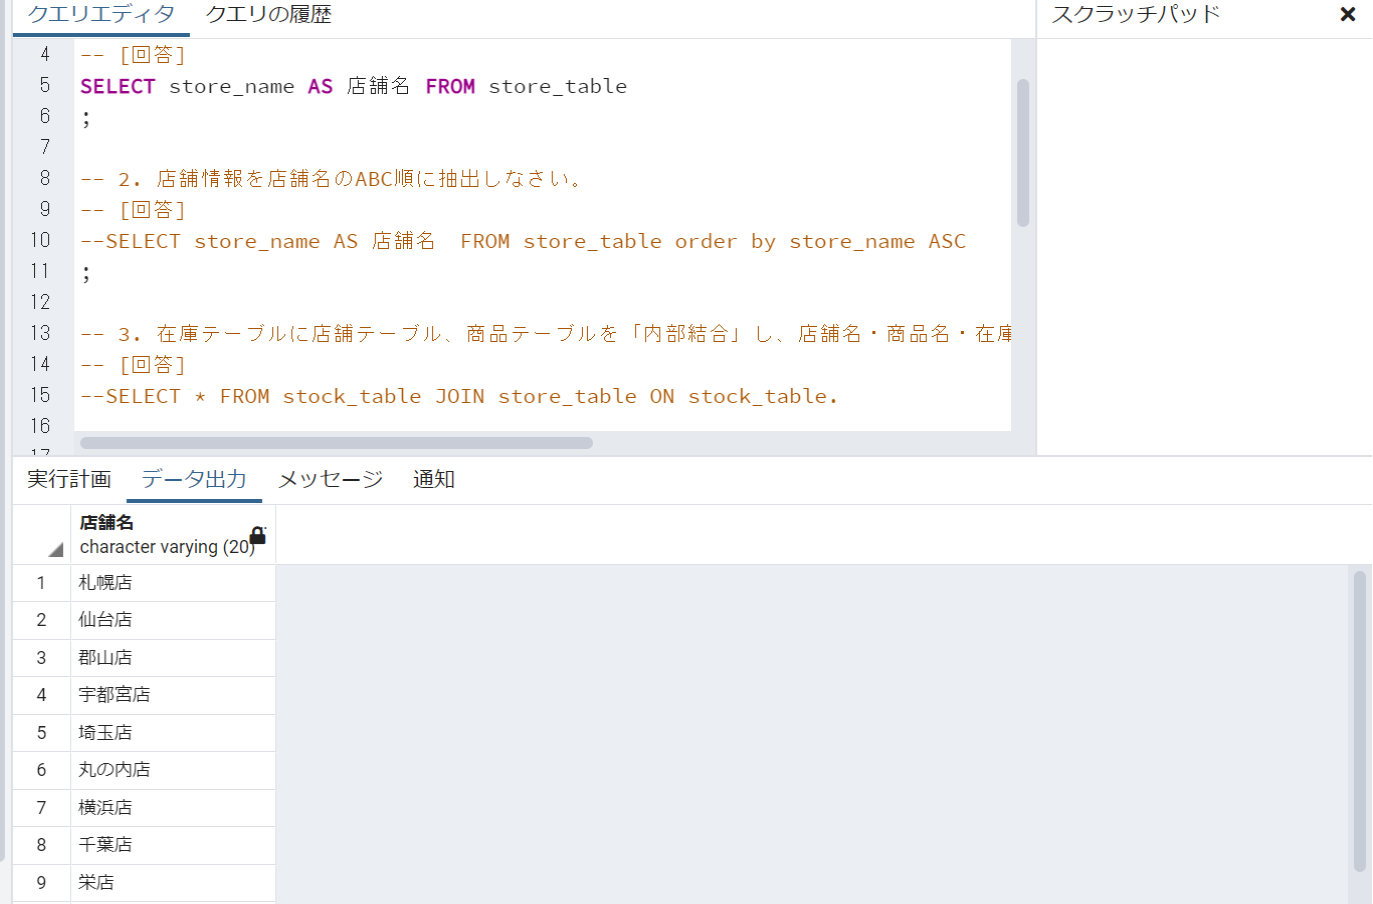 クエリエディタ クエリの履歴 スクラッチパッド ×
4 -- [回答]
5 SELECT store_name AS 店舗名 FROM store_table
6 ;
7
8 -- 2. 店舗情報を店舗名のABC順に抽出しなさい。
9 -- [回答]
10 --SELECT store_name AS 店舗名  FROM store_table order by store_name ASC
11 ;
12
13 -- 3. 在庫テーブルに店舗テーブル、商品テーブルを「内部結合」し、店舗名・商品名・在庫
14 -- [回答]
15 --SELECT * FROM stock_table JOIN store_table ON stock_table.
16
17
実行計画 データ出力 メッセージ 通知
店舗名
character varying (20)
1 札幌店
2 仙台店
3 郡山店
4 宇都宮店
5 埼玉店
6 丸の内店
7 横浜店
8 千葉店
9 栄店